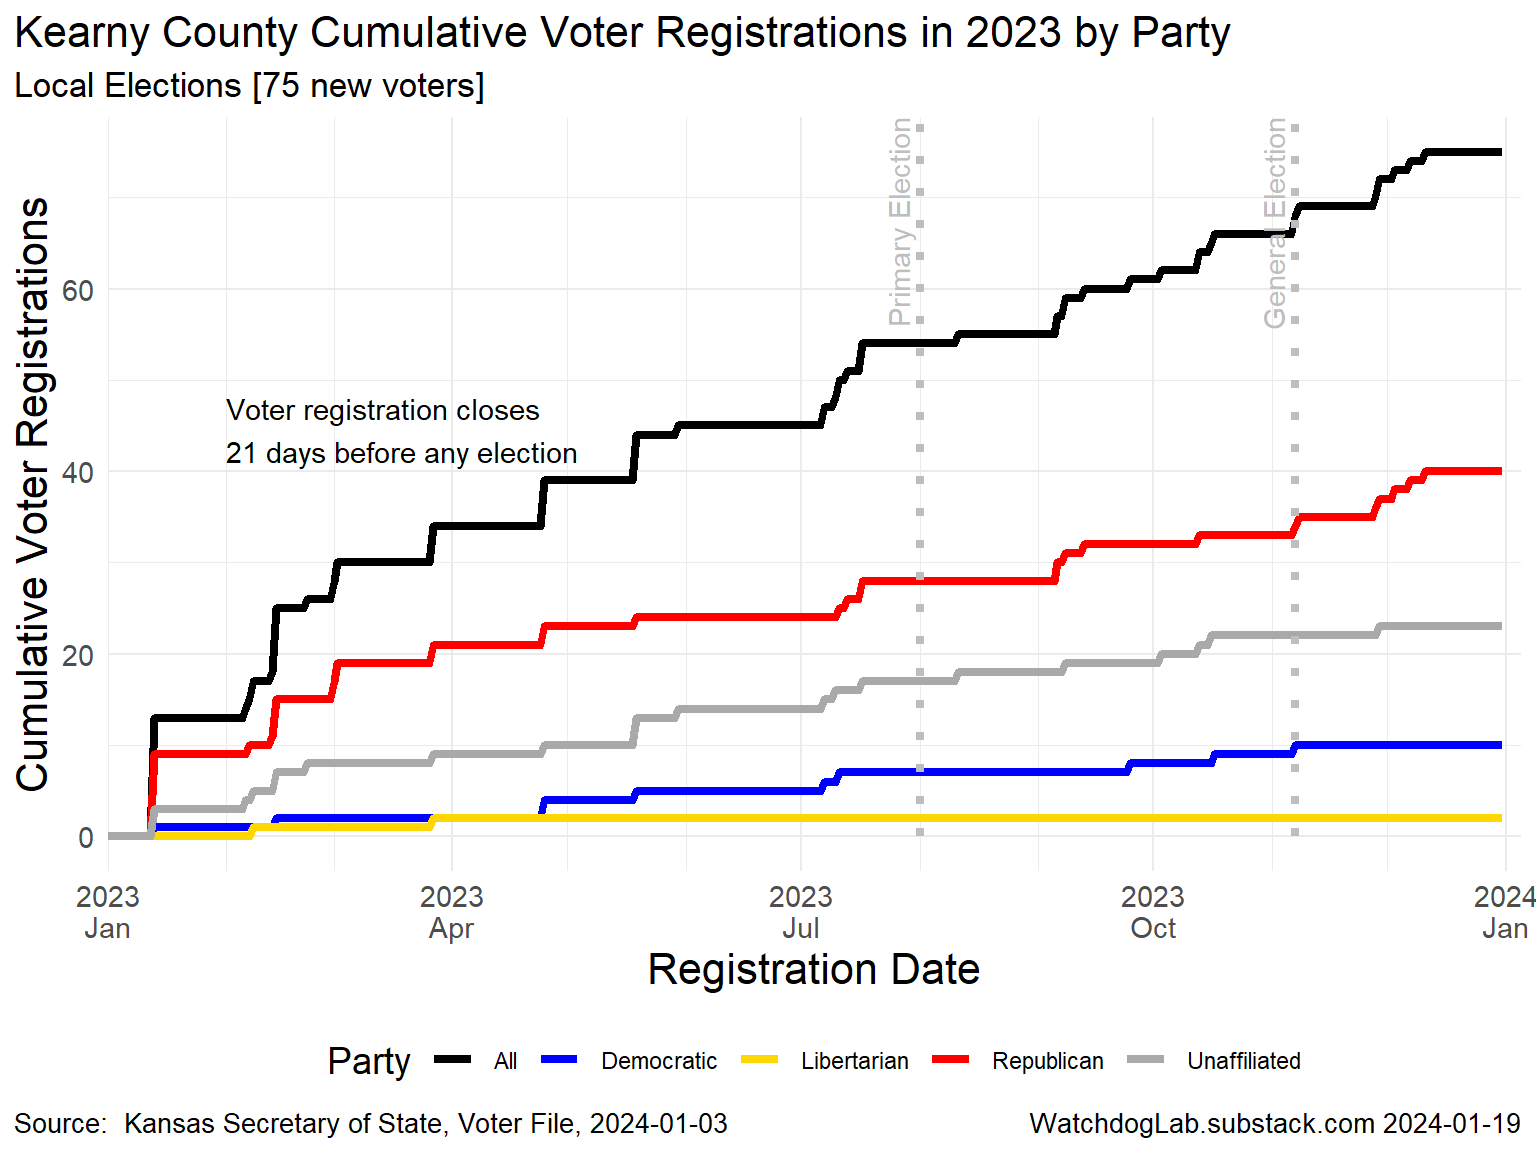 Kearny County Cumulative Voter Registrations in 2023 by Party
Local Elections [75 new voters]
Cumulative Voter Registrations
60
40
20
0
Primary Election
General Election
Voter registration closes
21 days before any election
2023
Jan
2023
Apr
2023
Jul
2023
Oct
2024
Jan
Registration Date
Party
All
Democratic
Libertarian
Republican
Unaffiliated
Source:  Kansas Secretary of State, Voter File, 2024-01-03
WatchdogLab.substack.com 2024-01-19